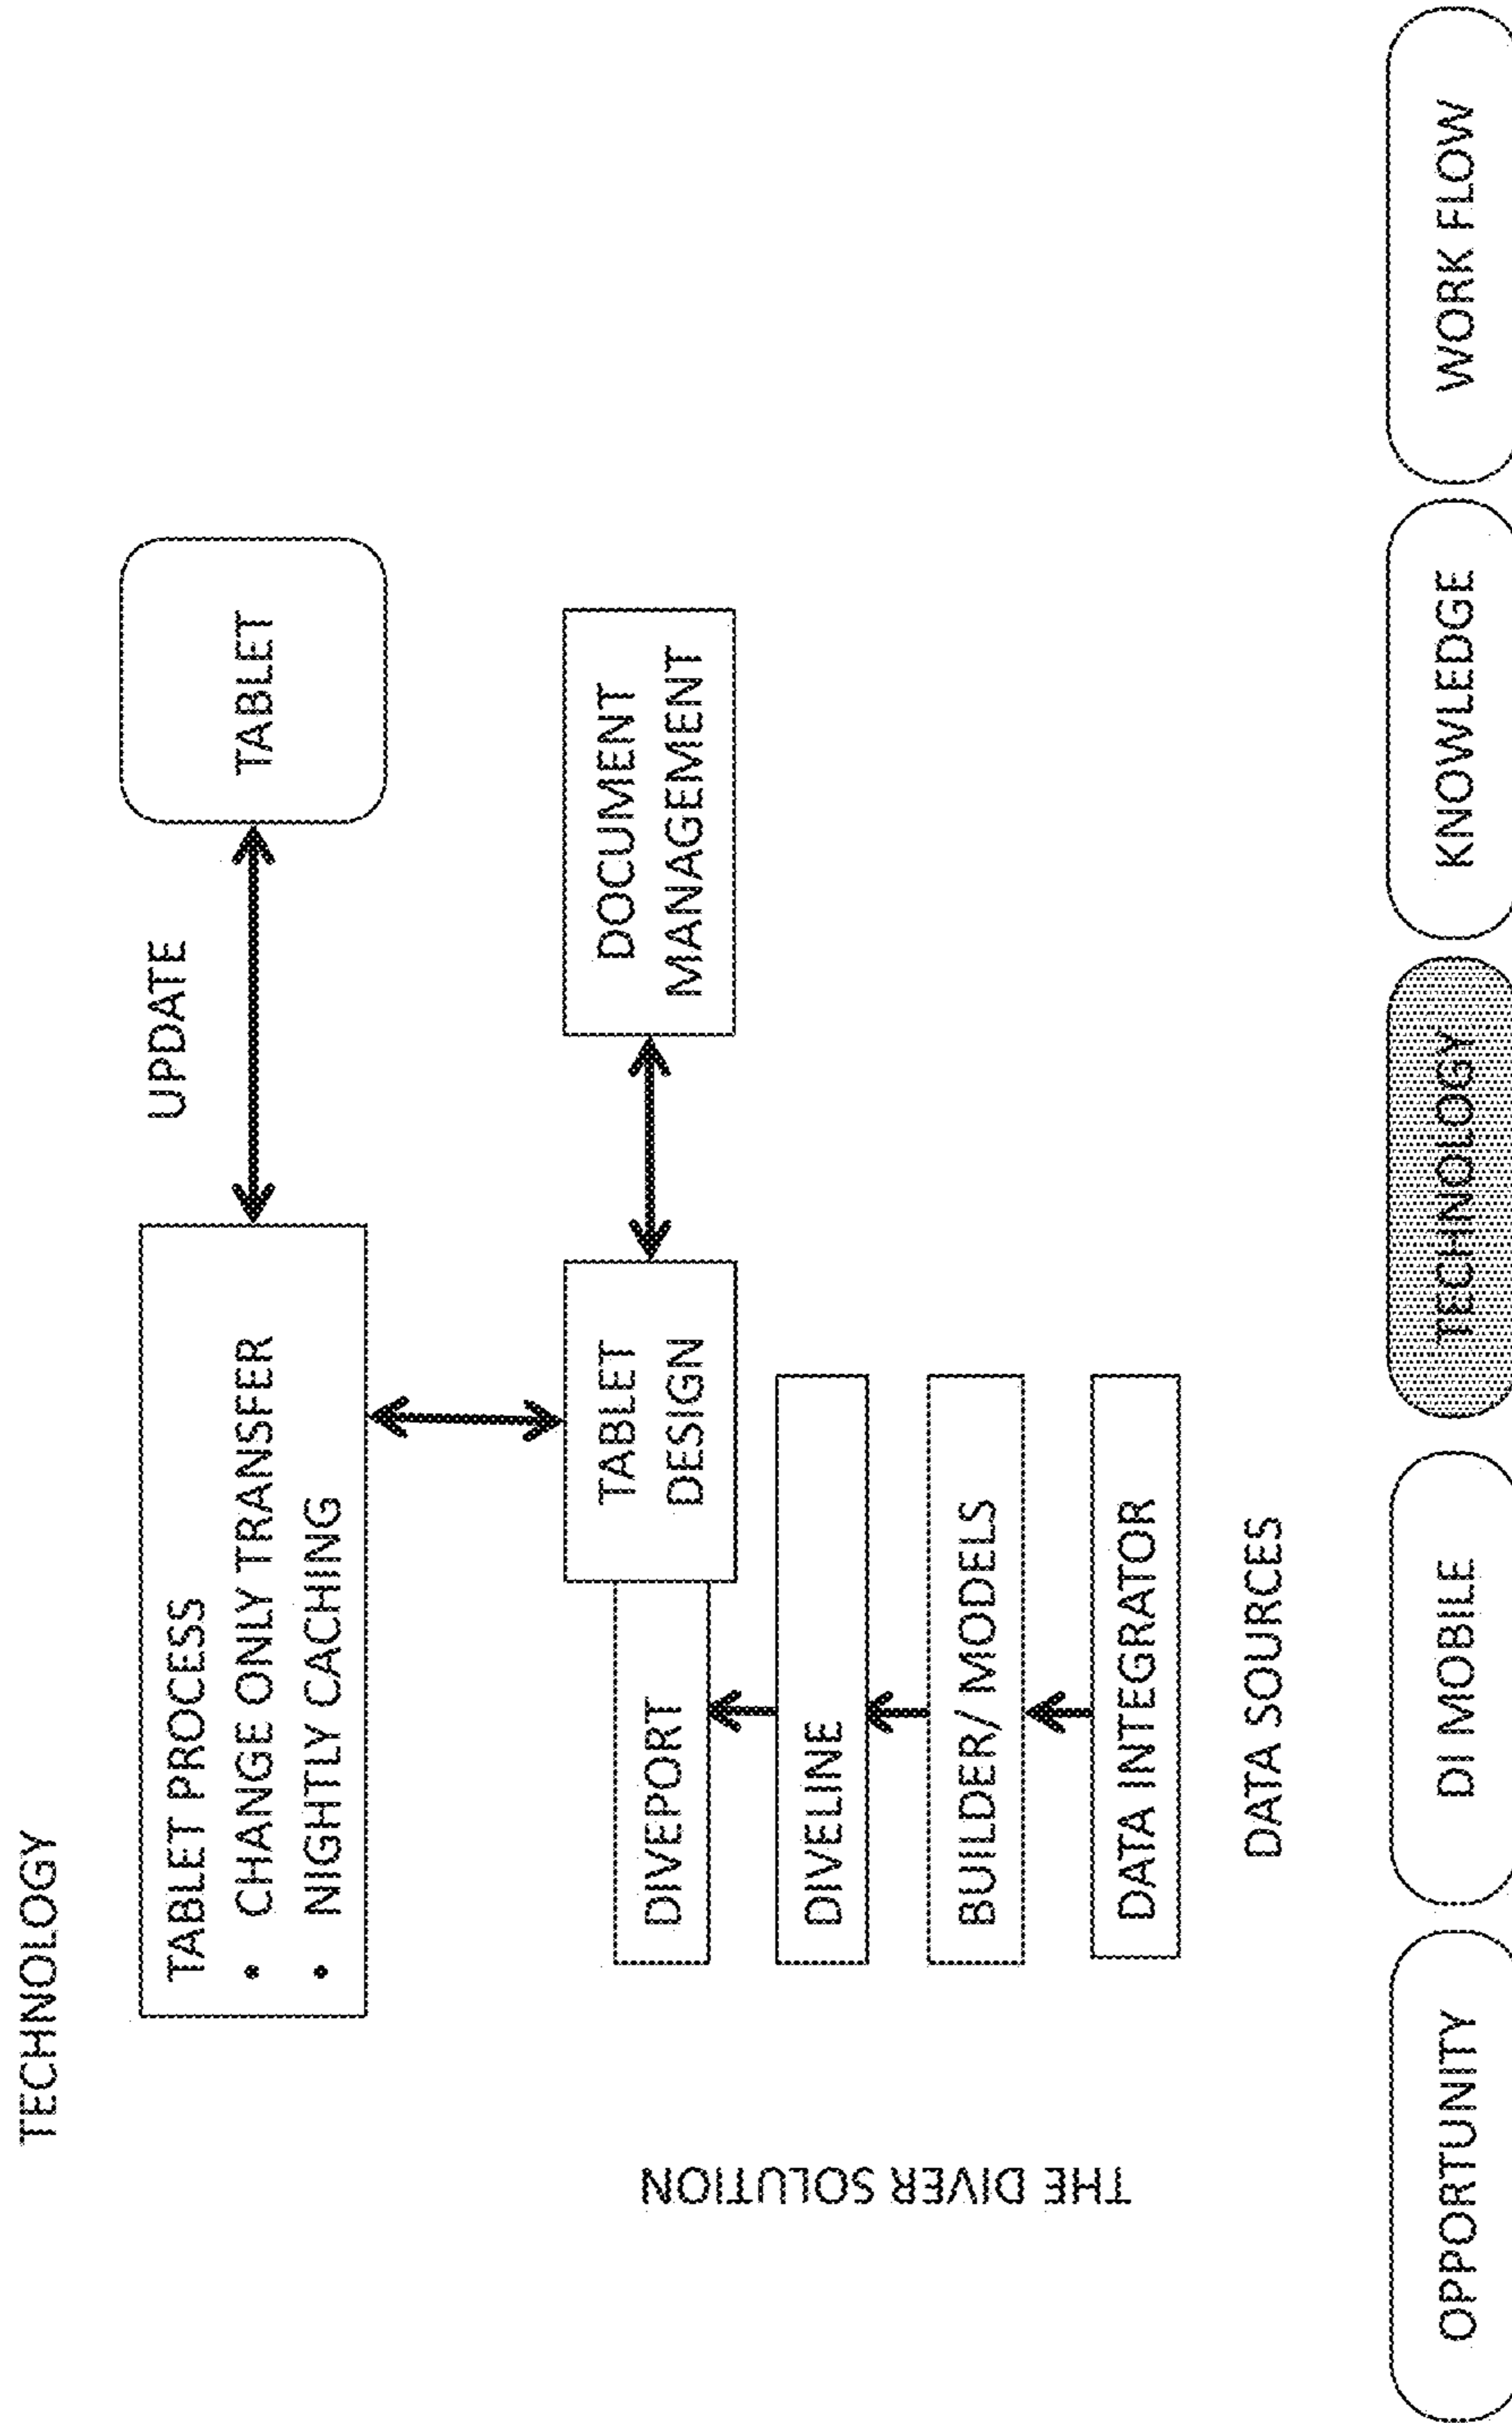 TECHNOLOGY
TABLET PROCESS
• CHANGE ONLY TRANSFER
• NIGHTLY CACHING
UPDATE
TABLET
THE DIVER SOLUTION
DIVEPORT
TABLET
DESIGN
DOCUMENT
MANAGEMENT
DIVELINE
BUILDER/ MODELS
DATA INTEGRATOR
DATA SOURCES
OPPORTUNITY
DI MOBILE
TECHNOLOGY
KNOWLEDGE
WORK FLOW